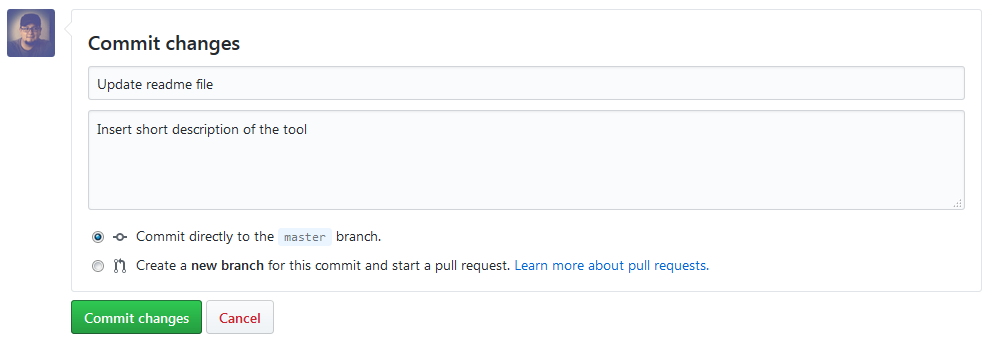 Commit changes
Update readme file
Insert short description of the tool
Commit directly to the master branch.
Create a new branch for this commit and start a pull request. Learn more about pull requests.
Commit changes Cancel